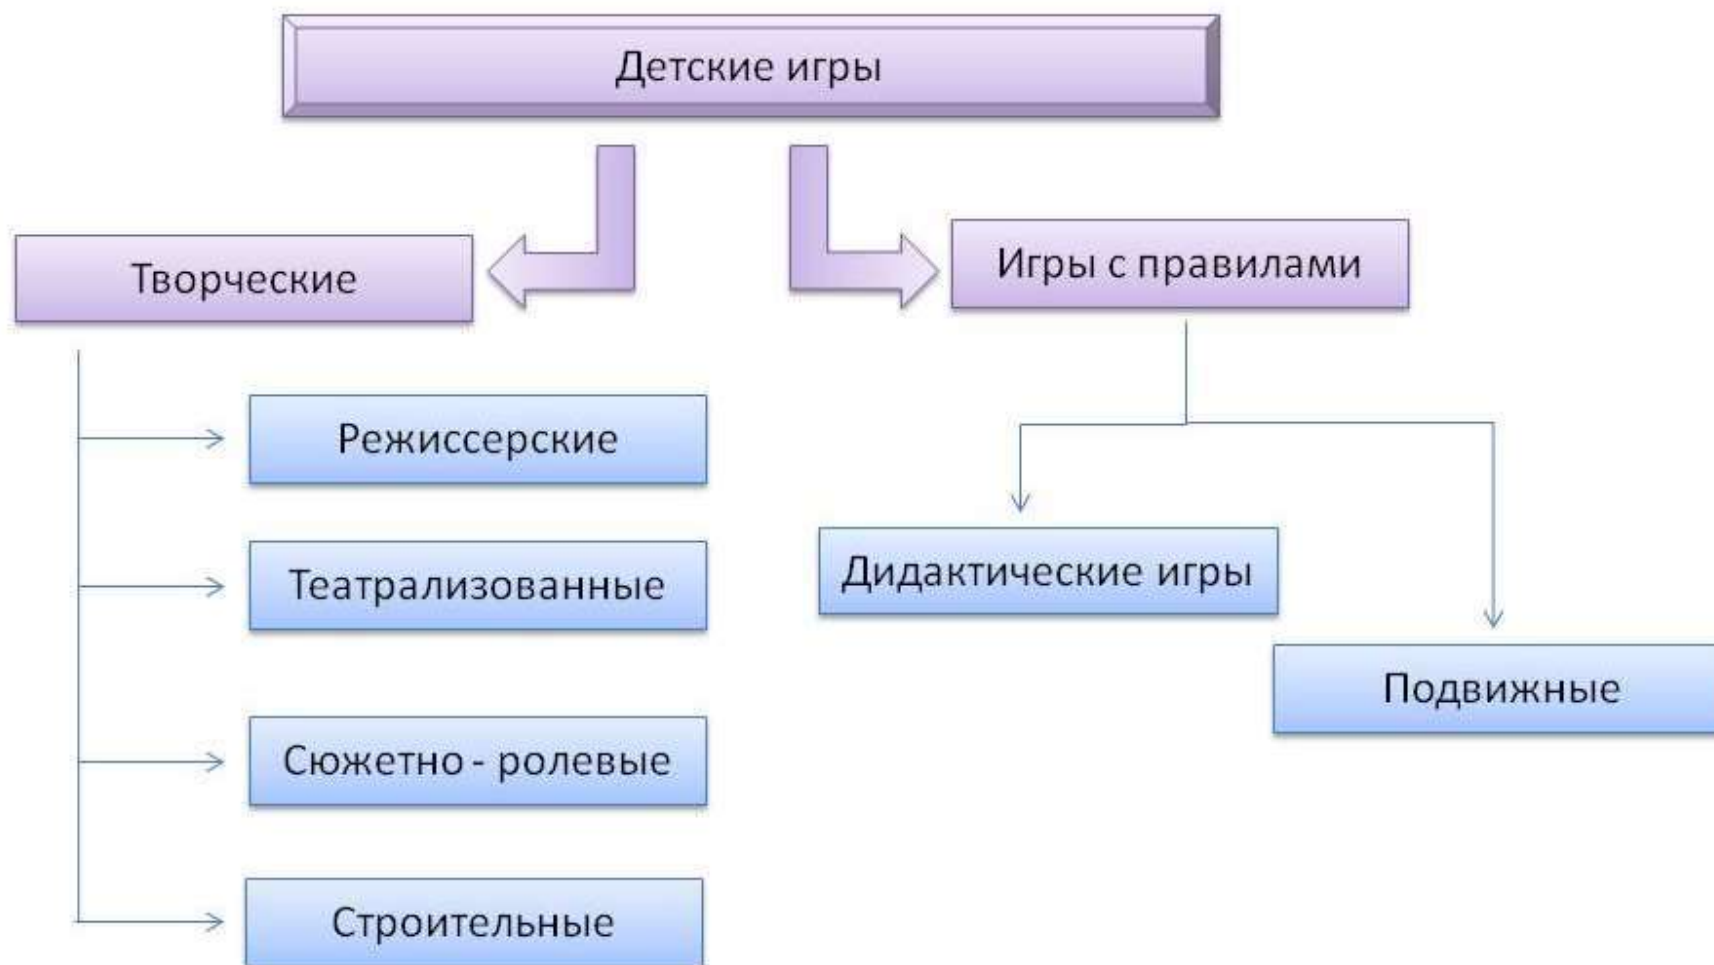 Детские игры
Творческие
Игры с правилами
Режиссерские
Театрализованные
Сюжетно - ролевые
Строительные
Дидактические игры
Подвижные